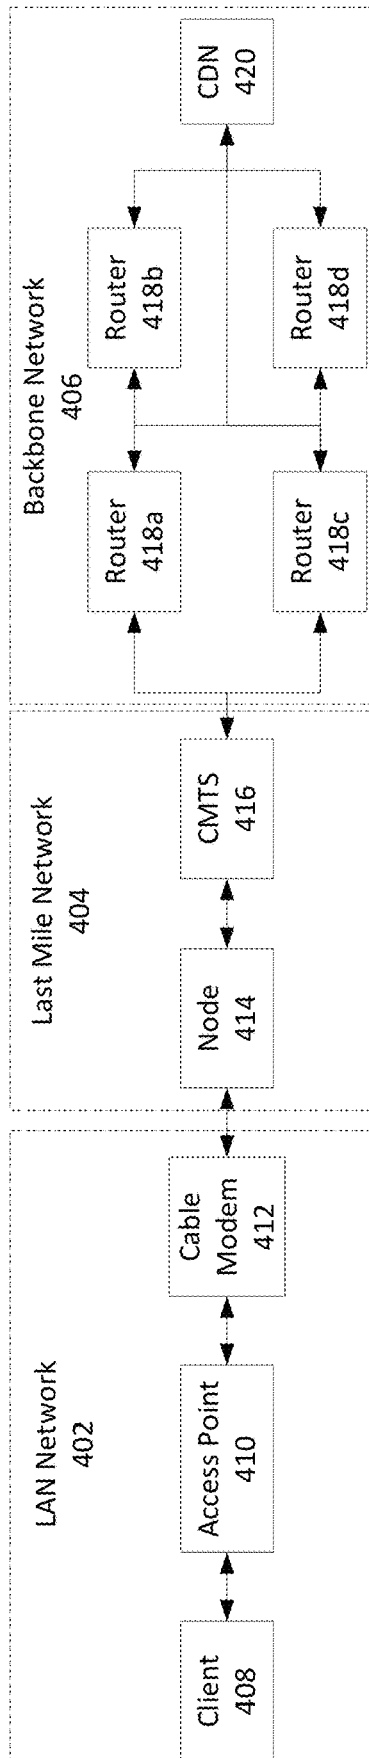 LAN Network
402
Client
408
Access Point
410
Cable
Modem
412
Last Mile Network
404
Node
414
CMTS
416
Backbone Network
406
Router
418a
Router
418b
Router
418c
Router
418d
CDN
420